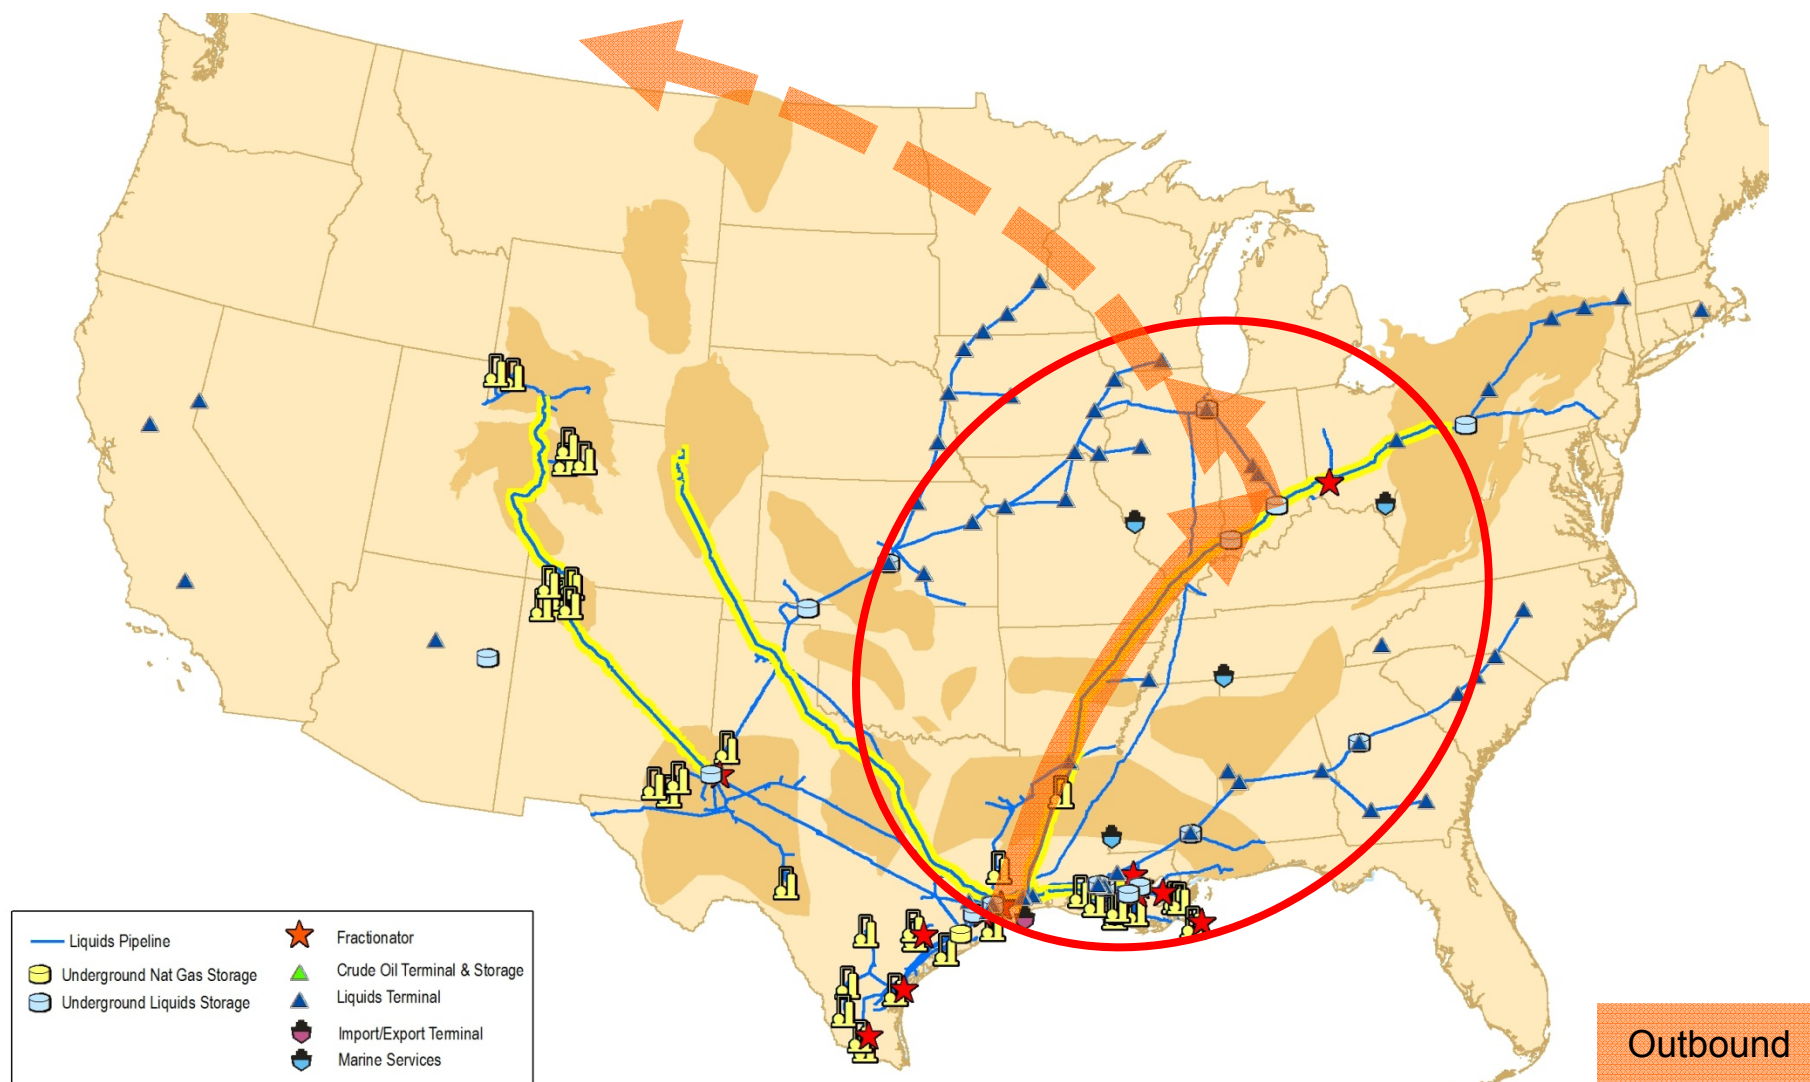 Liquids Pipeline
Underground Nat Gas Storage
Underground Liquids Storage
Fractionator
Crude Oil Terminal & Storage
Liquids Terminal
Import/Export Terminal
Marine Services
Outbound